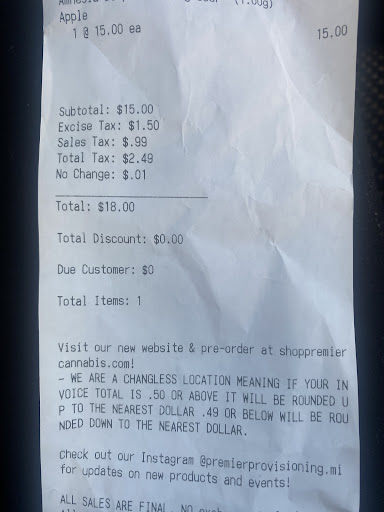 (1.00g)
Apple
1 @ 15.00 ea 15.00
Subtotal: $15.00
Excise Tax: $1.50
Sales Tax: $.99
Total Tax: $2.49
No Change: $.01
Total: $18.00
Total Discount: $0.00
Due Customer: $0
Total Items: 1
Visit our new website & pre-order at shoppremier
cannabis.com!
- WE ARE A CHANGLESS LOCATION MEANING IF YOUR IN
VOICE TOTAL IS .50 OR ABOVE IT WILL BE ROUNDED U
P TO THE NEAREST DOLLAR .49 OR BELOW WILL BE ROU
NDED DOWN TO THE NEAREST DOLLAR.
check out our Instagram @premierprovisioning.mi
for updates on new products and events!
ALL SALES ARE FINAL. NO